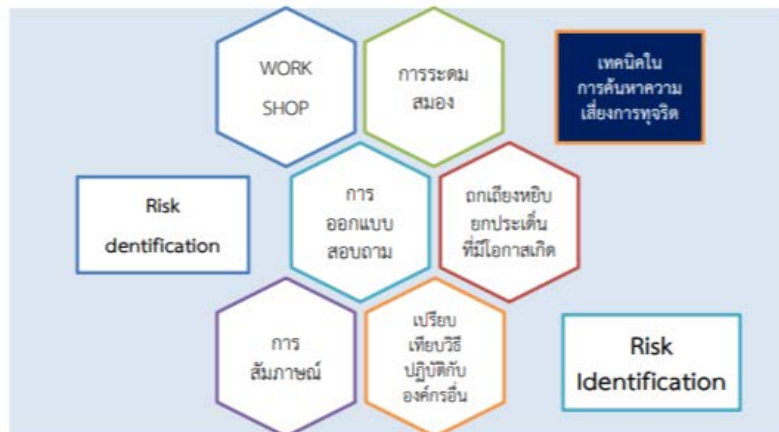 WORK
SHOP
การระดม
สมอง
เทคนิคใน
การค้นหาความ
เสี่ยงการทุจริต
Risk
dentification
การ
ออกแบบ
สอบถาม
ถกเถียงหยิบ
ยกประเด็น
ที่มีโอกาสเกิด
การ
สัมภาษณ์
เปรียบ
เทียบวิธี
ปฏิบัติกับ
องค์กรอื่น
Risk
Identification